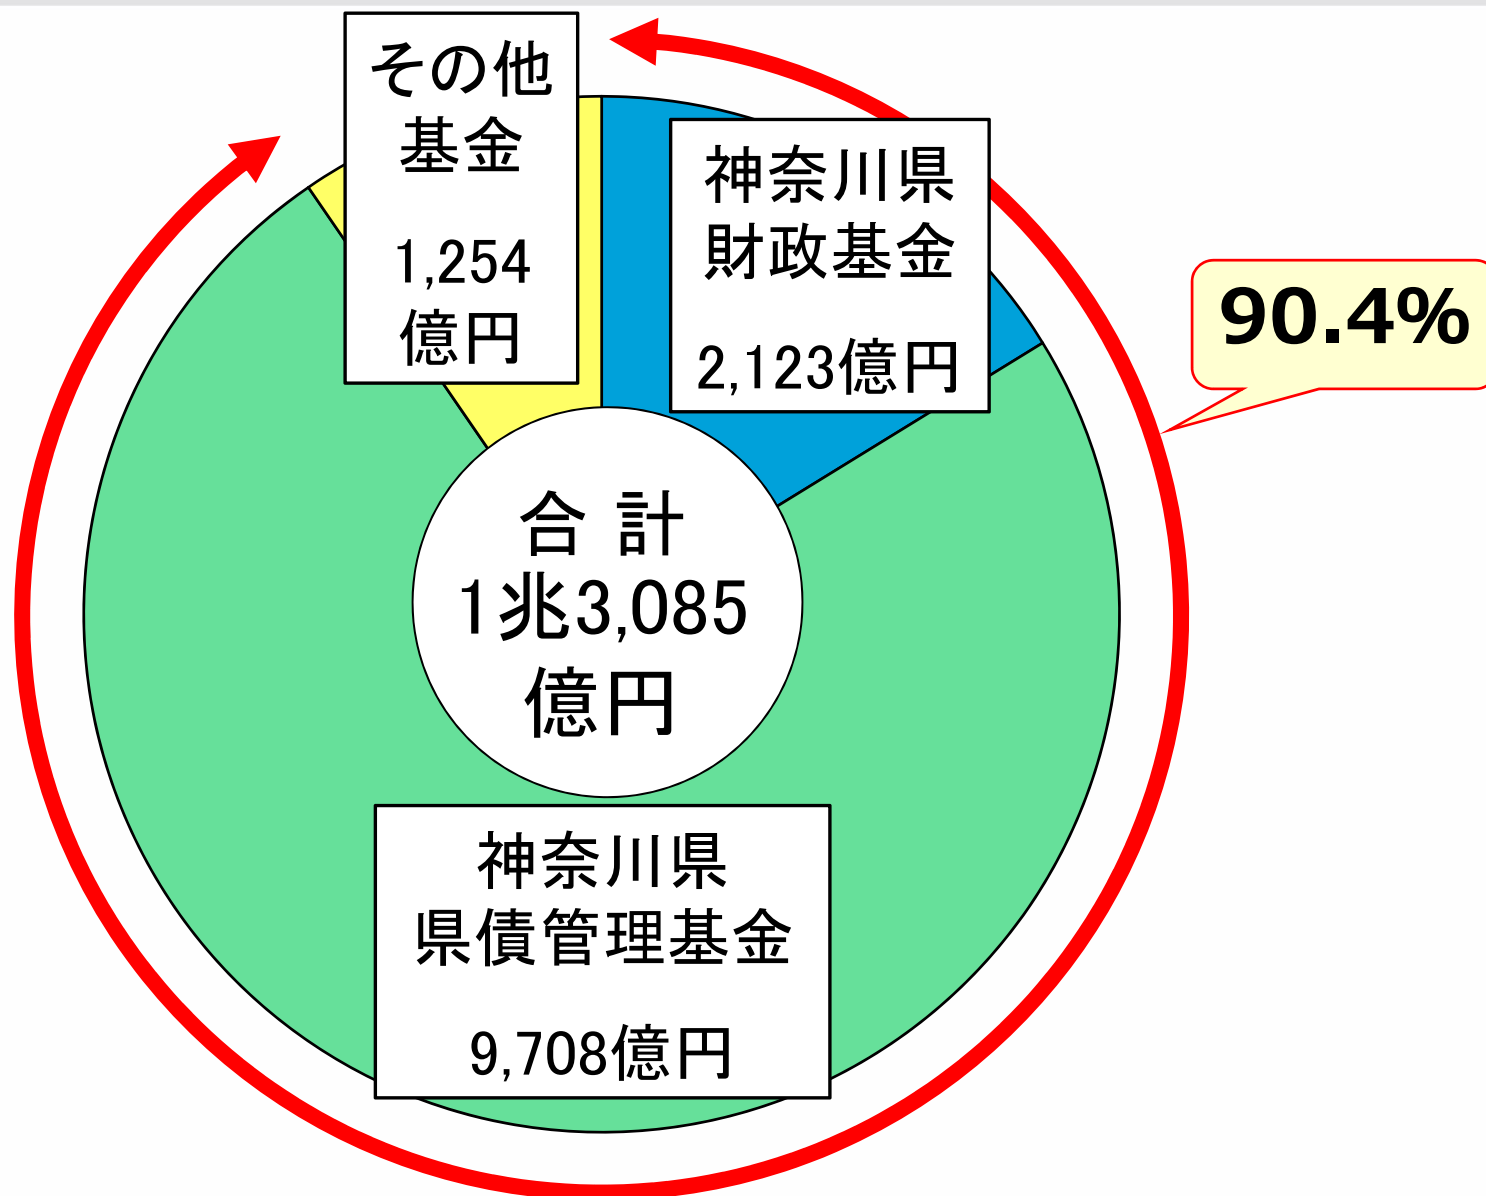 その他
基金
1,254
億円
神奈川県
財政基金
2,123億円
90.4%
合 計
1兆3,085
億円
神奈川県
県債管理基金
9,708億円